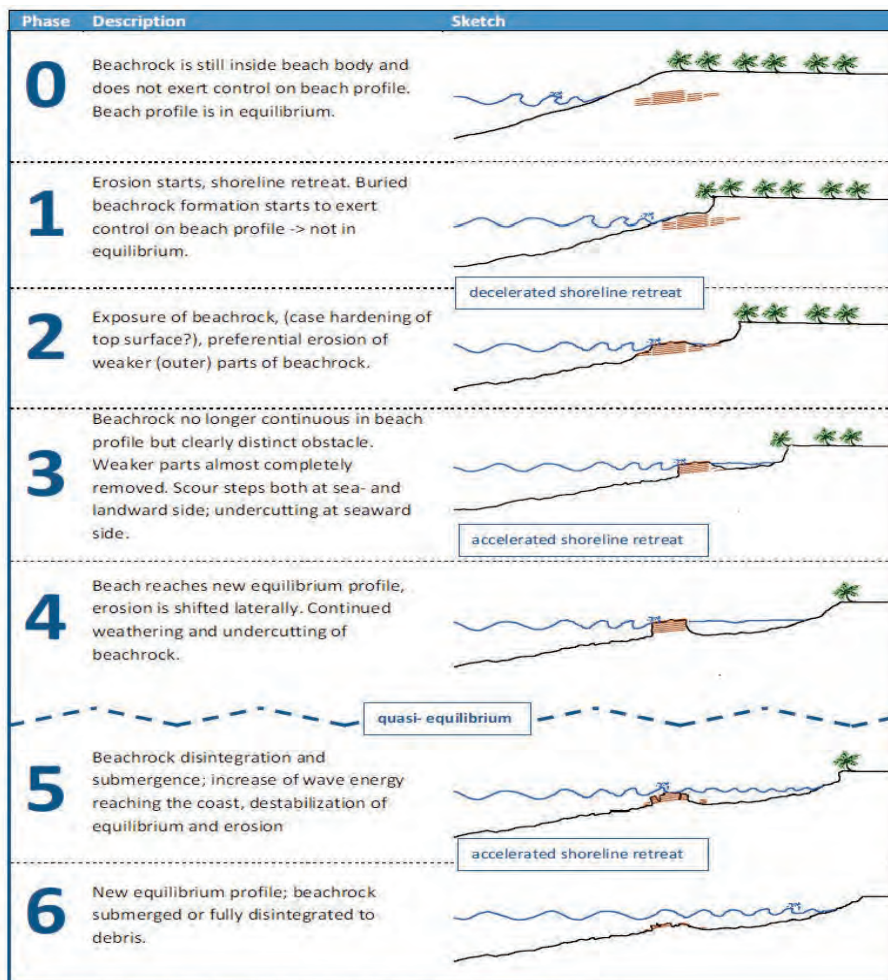 Phase Description Sketch
0
Beachrock is still inside beach body and
does not exert control on beach profile.
Beach profile is in equilibrium.
1
Erosion starts, shoreline retreat. Buried
beachrock formation starts to exert
control on beach profile -> not in
equilibrium.
decelerated shoreline retreat
2
Exposure of beachrock, (case hardening of
top surface?), preferential erosion of
weaker (outer) parts of beachrock.
3
Beachrock no longer continuous in beach
profile but clearly distinct obstacle.
Weaker parts almost completely
removed. Scour steps both at sea- and
landward side; undercutting at seaward
side.
accelerated shoreline retreat
4
Beach reaches new equilibrium profile,
erosion is shifted laterally. Continued
weathering and undercutting of
beachrock.
quasi- equilibrium
5
Beachrock disintegration and
submergence; increase of wave energy
reaching the coast, destabilization of
equilibrium and erosion
accelerated shoreline retreat
6
New equilibrium profile; beachrock
submerged or fully disintegrated to
debris.